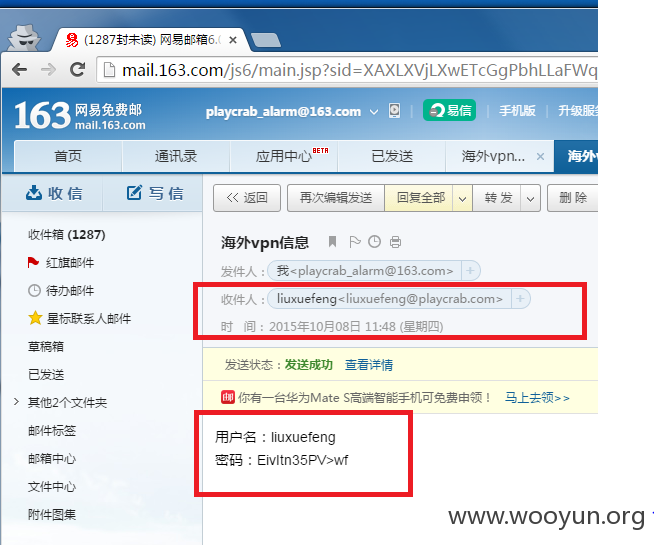 (1287封未读) 网易邮箱6.0
mail.163.com/js6/main.jsp?sid=XAXLXVjLXwETcGgPbhLLaFWq
163 网易免费邮
mail.163.com
playcrab_alarm@163.com 易信 手机版 升级服务
首页 通讯录 应用中心 BETA 已发送 海外vpn... × 海外v
收信 写信 << 返回 再次编辑发送 回复全部 转发 删除
收件箱 (1287)
红旗邮件
待办邮件
星标联系人邮件
草稿箱
已发送
其他2个文件夹
邮件标签
邮箱中心
文件中心
附件图集
海外vpn信息
发件人：我<playcrab_alarm@163.com> +
收件人：liuxuefeng<liuxuefeng@playcrab.com> +
时 间：2015年10月08日 11:48 (星期四)
发送状态：发送成功 查看详情
你有一台华为Mate S高端智能手机可免费申领！ 马上去领>>
用户名：liuxuefeng
密码：EivItn35PV>wf
www.wooyun.org